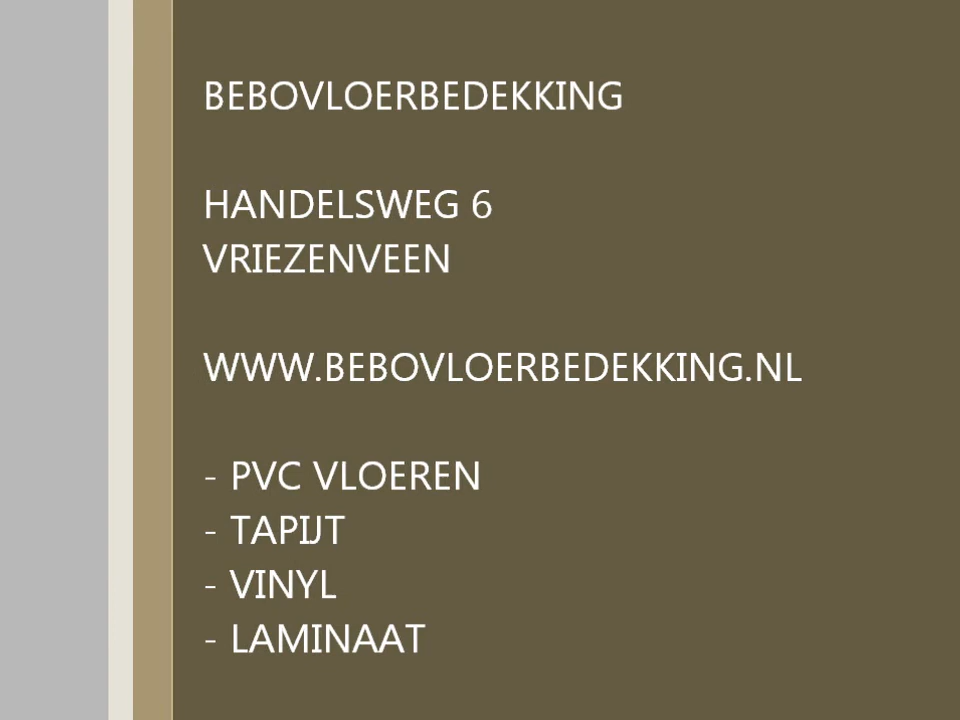 BEBOVLOERBEDEKKING
HANDELSWEG 6
VRIEZENVEEN
WWW.BEBOVLOERBEDEKKING.NL
- PVC VLOEREN
- TAPIJT
- VINYL
- LAMINAAT